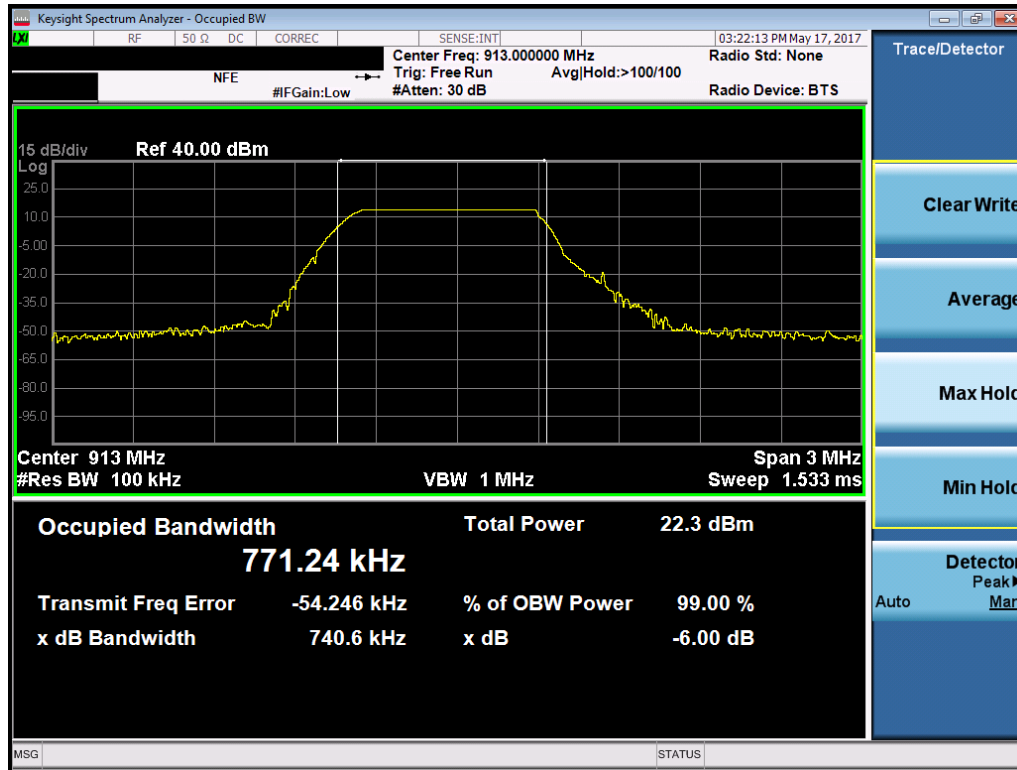 Keysight Spectrum Analyzer - Occupied BW
LXI RF 50 Ω DC CORREC SENSE:INT 03:22:13 PM May 17, 2017
Center Freq: 913.000000 MHz Radio Std: None
NFE Trig: Free Run Avg|Hold:>100/100
#IFGain:Low #Atten: 30 dB Radio Device: BTS
15 dB/div Ref 40.00 dBm
Log
25.0
10.0
-5.00
-20.0
-35.0
-50.0
-65.0
-80.0
-95.0
Center 913 MHz Span 3 MHz
#Res BW 100 kHz VBW 1 MHz Sweep 1.533 ms
Occupied Bandwidth Total Power 22.3 dBm
771.24 kHz
Transmit Freq Error -54.246 kHz % of OBW Power 99.00 %
x dB Bandwidth 740.6 kHz x dB -6.00 dB
MSG STATUS
Trace/Detector
Clear Write
Average
Max Hold
Min Hold
Detector
Peak
Auto Man